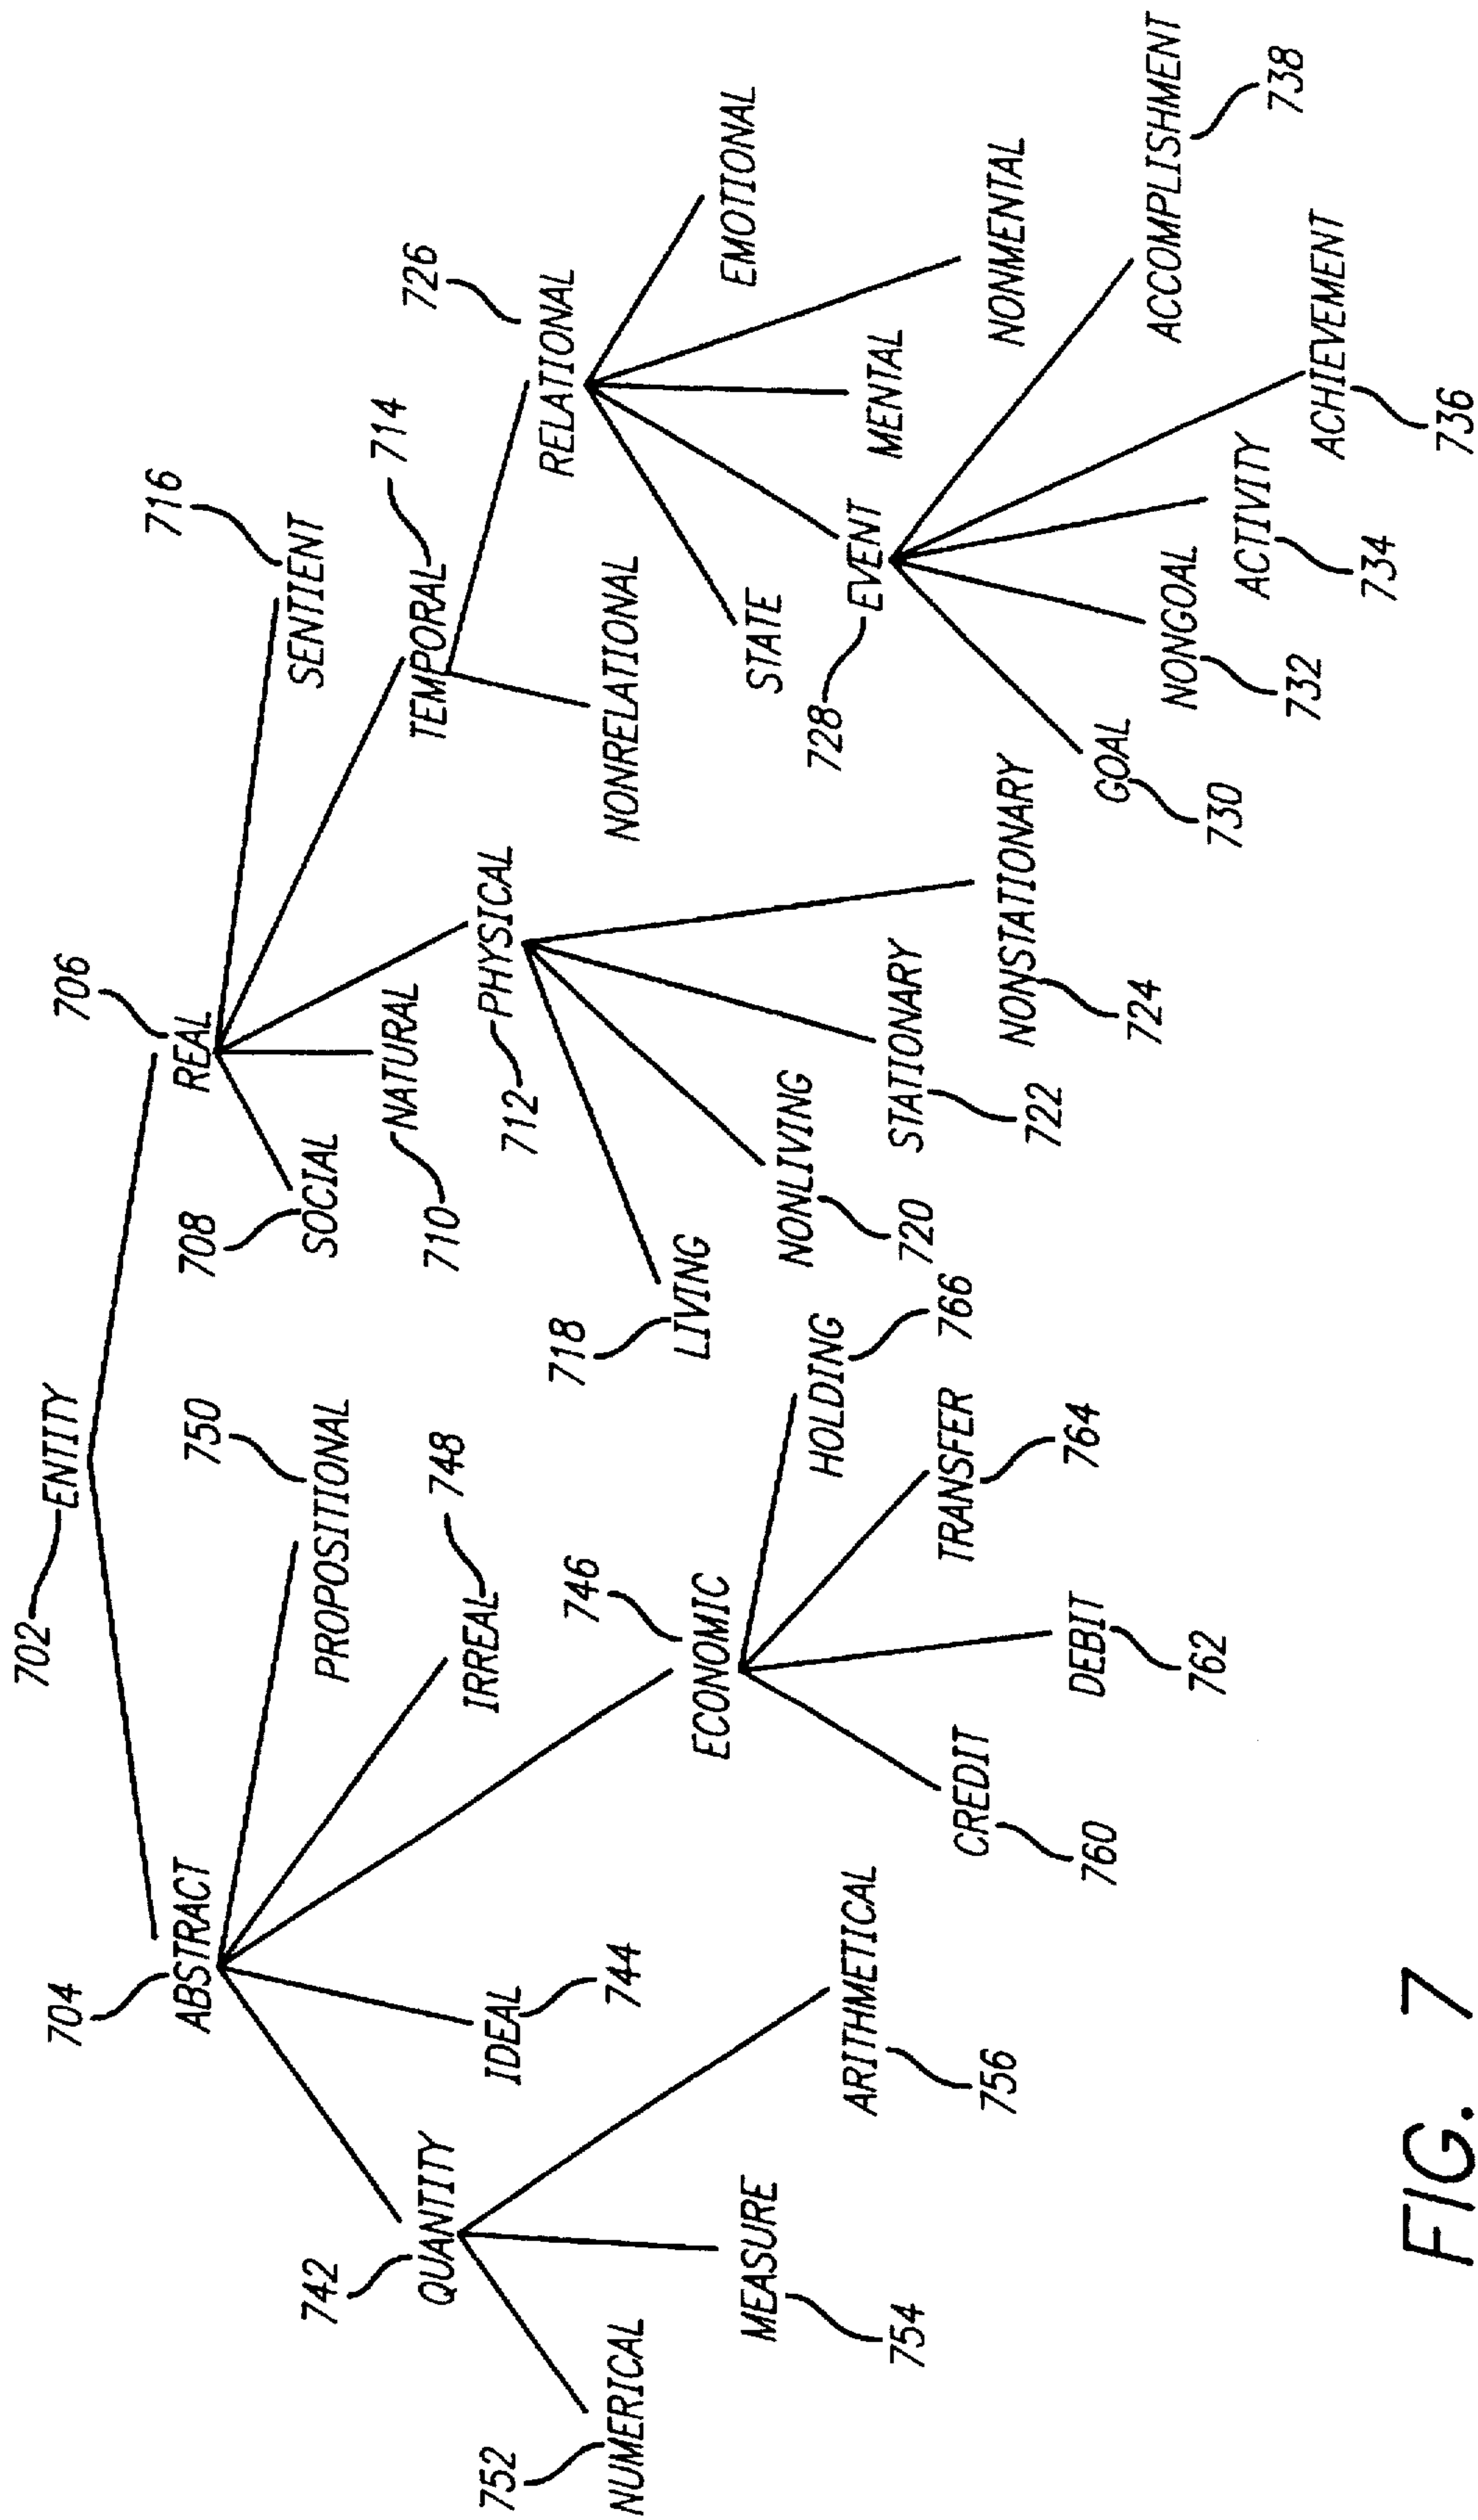 702
ENTITY
704
ABSTRACT
706
REAL
750
PROPOSITIONAL
708
SOCIAL
716
SENTIENT
742
QUANTITY
744
IDEAL
748
IRREAL
710
NATURAL
714
TEMPORAL
712
PHYSICAL
726
RELATIONAL
752
NUMERICAL
746
ECONOMIC
718
LIVING
NONRELATIONAL
EMOTIONAL
754
MEASURE
756
ARITHMETICAL
766
HOLDING
720
NONLIVING
STATE
728
EVENT
MENTAL
760
CREDIT
764
TRANSFER
722
STATIONARY
NONMENTAL
762
DEBIT
724
NONSTATIONARY
730
GOAL
732
NONGOAL
738
ACCOMPLISHMENT
734
ACTIVITY
736
ACHIEVEMENT
FIG. 7